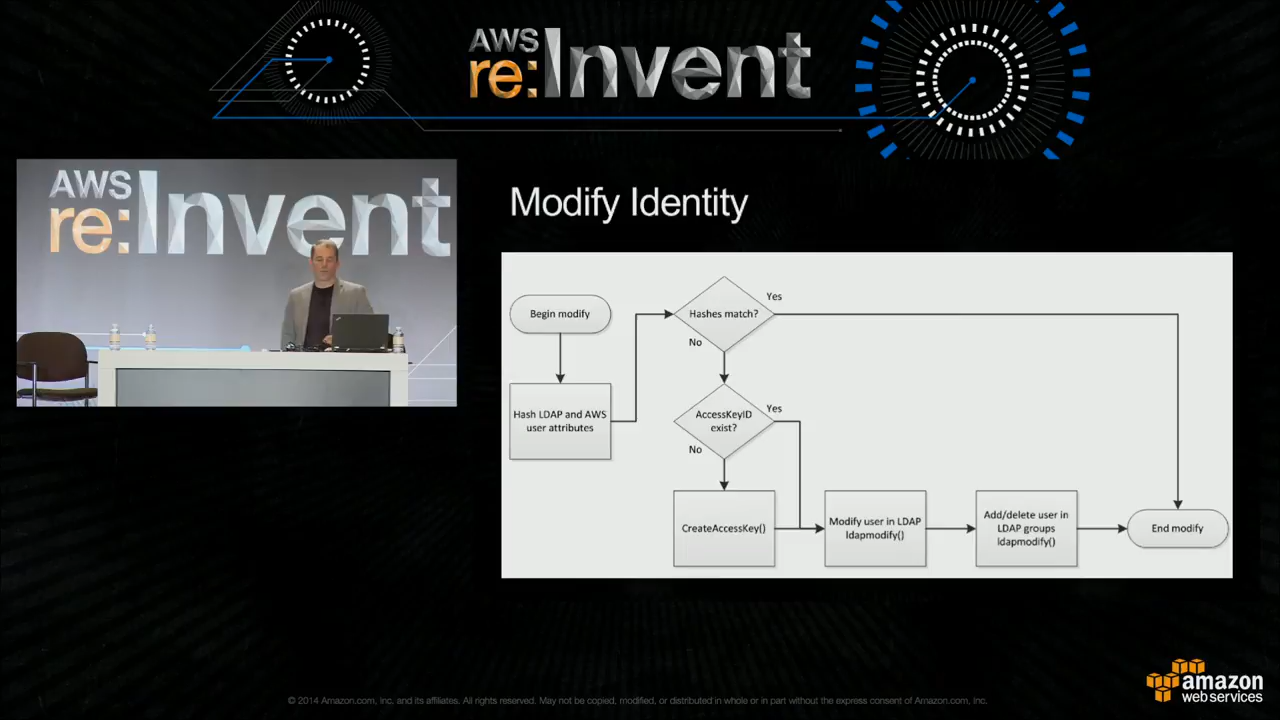 AWS
re:Invent
AWS
re:Invent
Modify Identity
Begin modify
Hash LDAP and AWS
user attributes
Hashes match?
Yes
No
AccessKeyID
exist?
Yes
No
CreateAccessKey()
Modify user in LDAP
ldapmodify()
Add/delete user in
LDAP groups
ldapmodify()
End modify
© 2014 Amazon.com, Inc, and its affiliates. All rights reserved. May not be copied, modified, or distributed in whole or in part without the express consent of Amazon.com, Inc.
amazon
web services